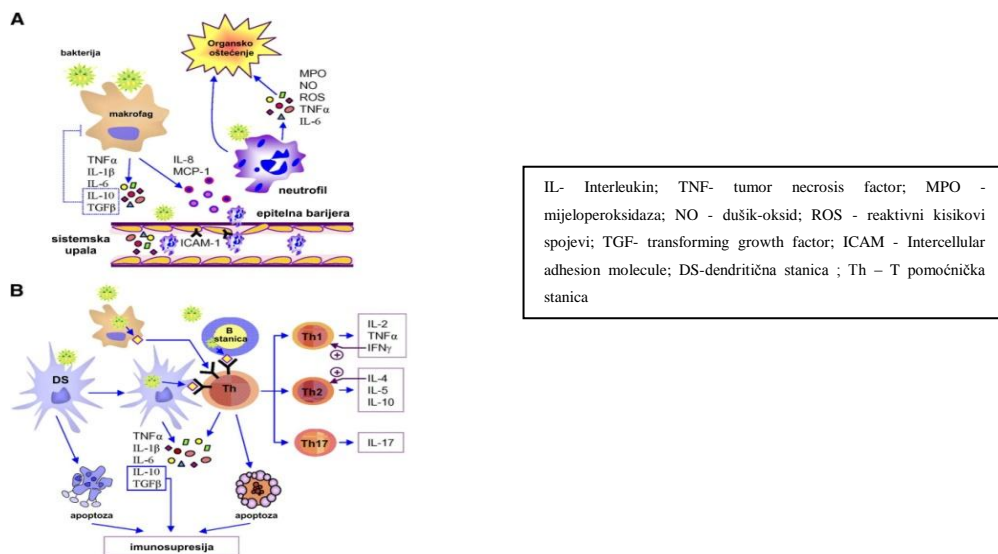 A
bakterija
makrofag
Organsko
oštećenje
MPO
NO
ROS
TNFα
IL-6
neutrofil
TNFα
IL-1β
IL-6
IL-10
TGFβ
IL-8
MCP-1
epitelna barijera
sistemska
upala
ICAM-1
B
DS
B
stanica
Th
Th1
Th2
Th17
IL-2
TNFα
IFNγ
+
+
IL-4
IL-5
IL-10
IL-17
TNFα
IL-1β
IL-6
IL-10
TGFβ
apoptoza
apoptoza
imunosupresija
IL- Interleukin; TNF- tumor necrosis factor; MPO -
mijeloperoksidaza; NO - dušik-oksid; ROS - reaktivni kisikovi
spojevi; TGF- transforming growth factor; ICAM - Intercellular
adhesion molecule; DS-dendritična stanica ; Th – T pomoćnička
stanica